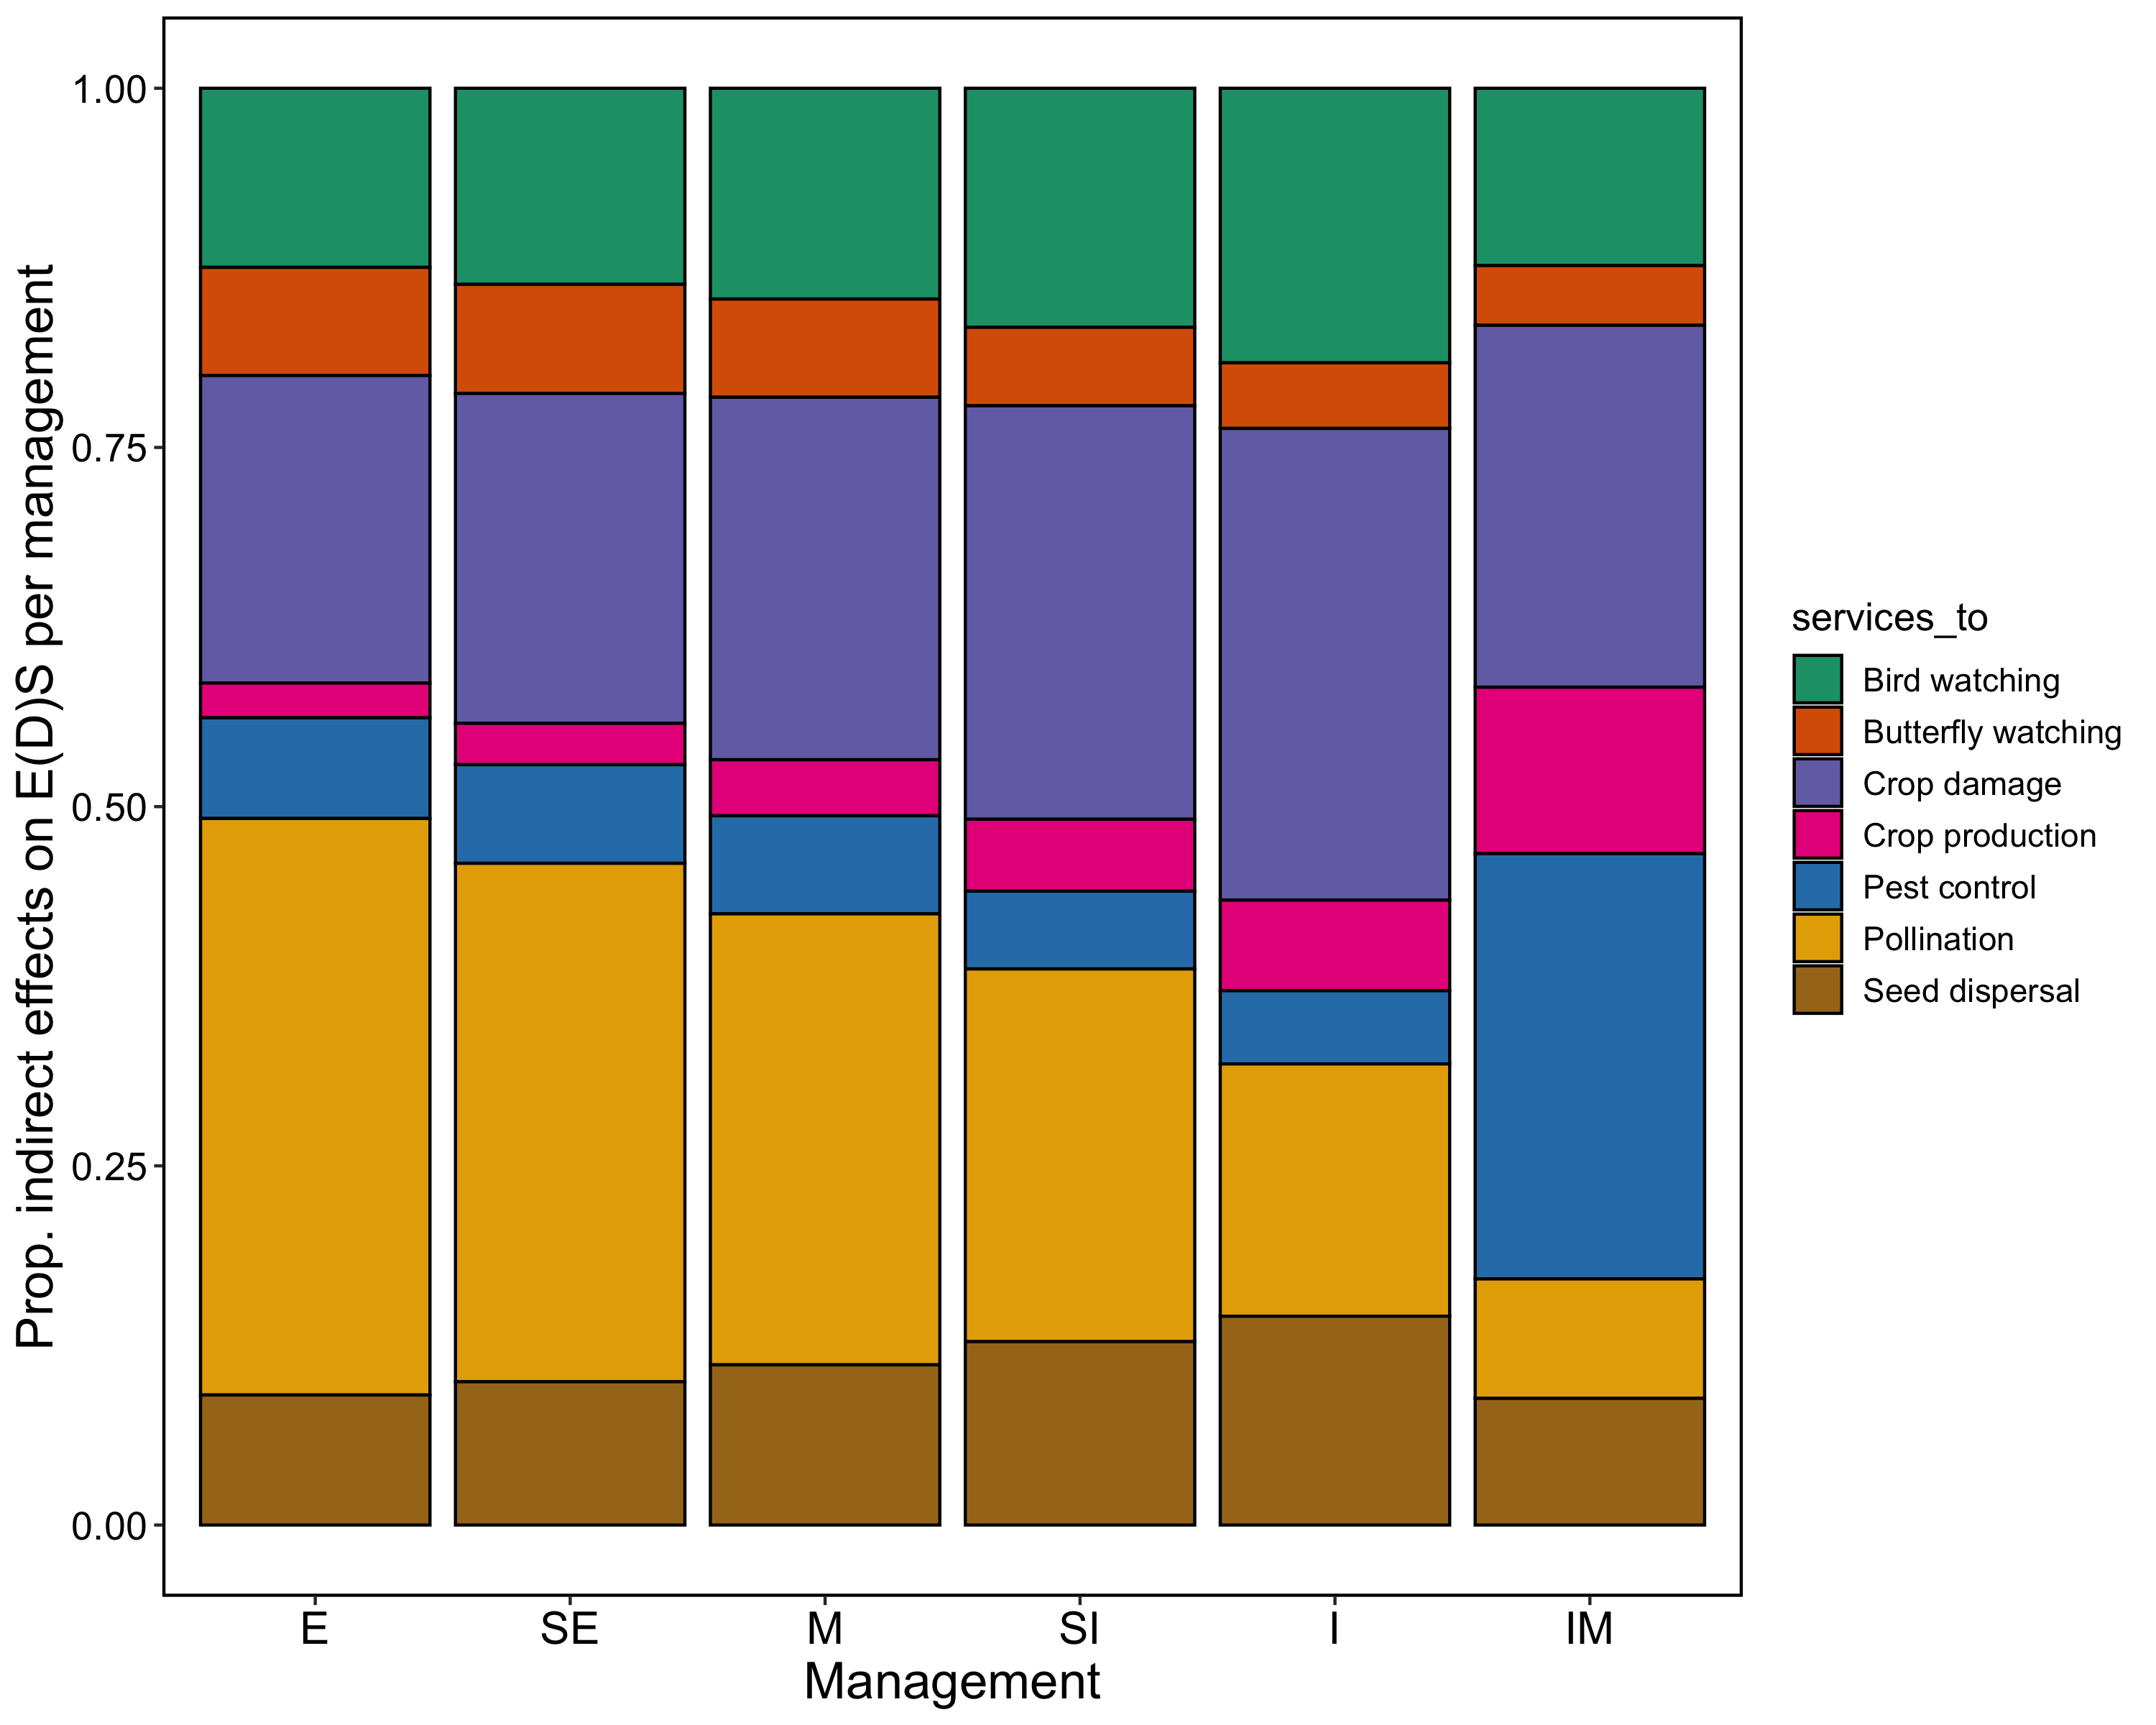 Prop. indirect effects on E(D)S per management
1.00
0.75
0.50
0.25
0.00
E SE M SI I IM
Management
services_to
Bird watching
Butterfly watching
Crop damage
Crop production
Pest control
Pollination
Seed dispersal